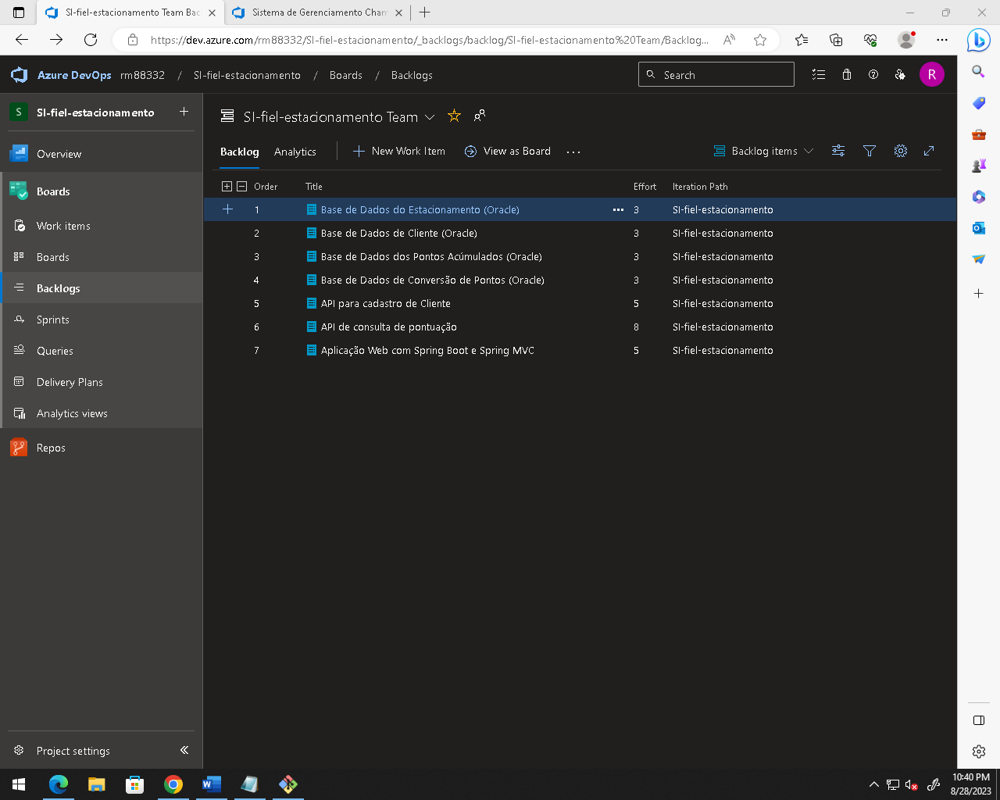 SI-fiel-estacionamento Team Bac
Sistema de Gerenciamento Cham
https://dev.azure.com/rm88332/SI-fiel-estacionamento/_backlogs/backlog/SI-fiel-estacionamento%20Team/Backlog...
Azure DevOps rm88332 / SI-fiel-estacionamento / Boards / Backlogs
Search
R
S SI-fiel-estacionamento
Overview
Boards
Work items
Boards
Backlogs
Sprints
Queries
Delivery Plans
Analytics views
Repos
Project settings
SI-fiel-estacionamento Team
Backlog Analytics New Work Item View as Board ... Backlog items
Order Title Effort Iteration Path
1 Base de Dados do Estacionamento (Oracle) ... 3 SI-fiel-estacionamento
2 Base de Dados de Cliente (Oracle) 3 SI-fiel-estacionamento
3 Base de Dados dos Pontos Acúmulados (Oracle) 3 SI-fiel-estacionamento
4 Base de Dados de Conversão de Pontos (Oracle) 3 SI-fiel-estacionamento
5 API para cadastro de Cliente 5 SI-fiel-estacionamento
6 API de consulta de pontuação 8 SI-fiel-estacionamento
7 Aplicação Web com Spring Boot e Spring MVC 5 SI-fiel-estacionamento
10:40 PM
8/28/2023